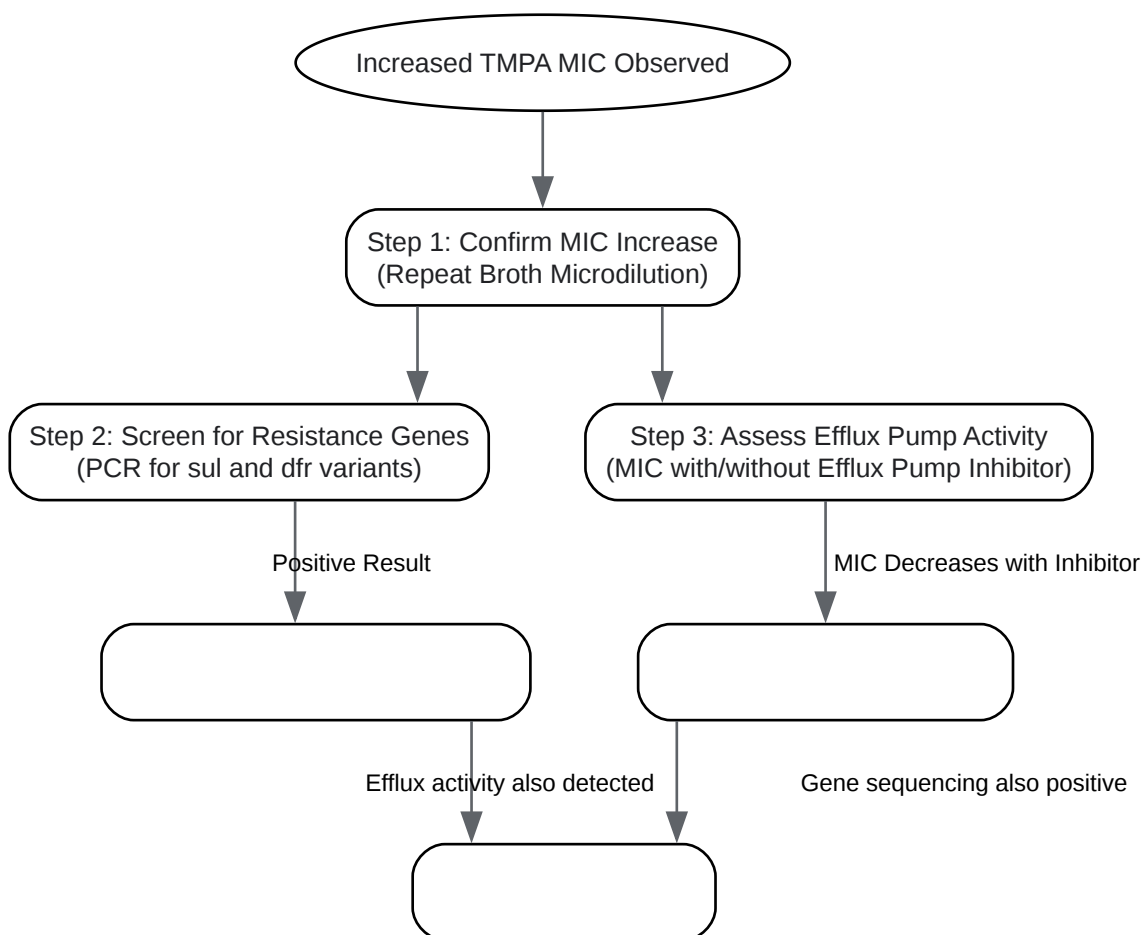 Increased TMPA MIC Observed
Step 1: Confirm MIC Increase
(Repeat Broth Microdilution)
Step 2: Screen for Resistance Genes
(PCR for sul and dfr variants)
Step 3: Assess Efflux Pump Activity
(MIC with/without Efflux Pump Inhibitor)
Positive Result
MIC Decreases with Inhibitor
Efflux activity also detected
Gene sequencing also positive